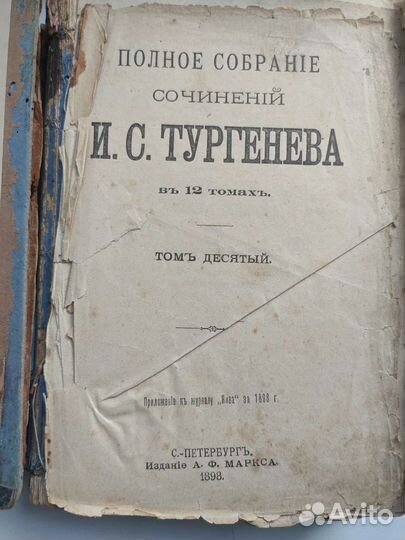 ПОЛНОЕ СОБРАНІЕ
СОЧИНЕНІЙ
И. С. ТУРГЕНЕВА
въ 12 томахъ.
ТОМЪ ДЕСЯТЫЙ.
Приложеніе къ журналу „Нива" за 1898 г.
С.-ПЕТЕРБУРГЪ.
Изданіе А. Ф. МАРКСА.
1898.
Avito